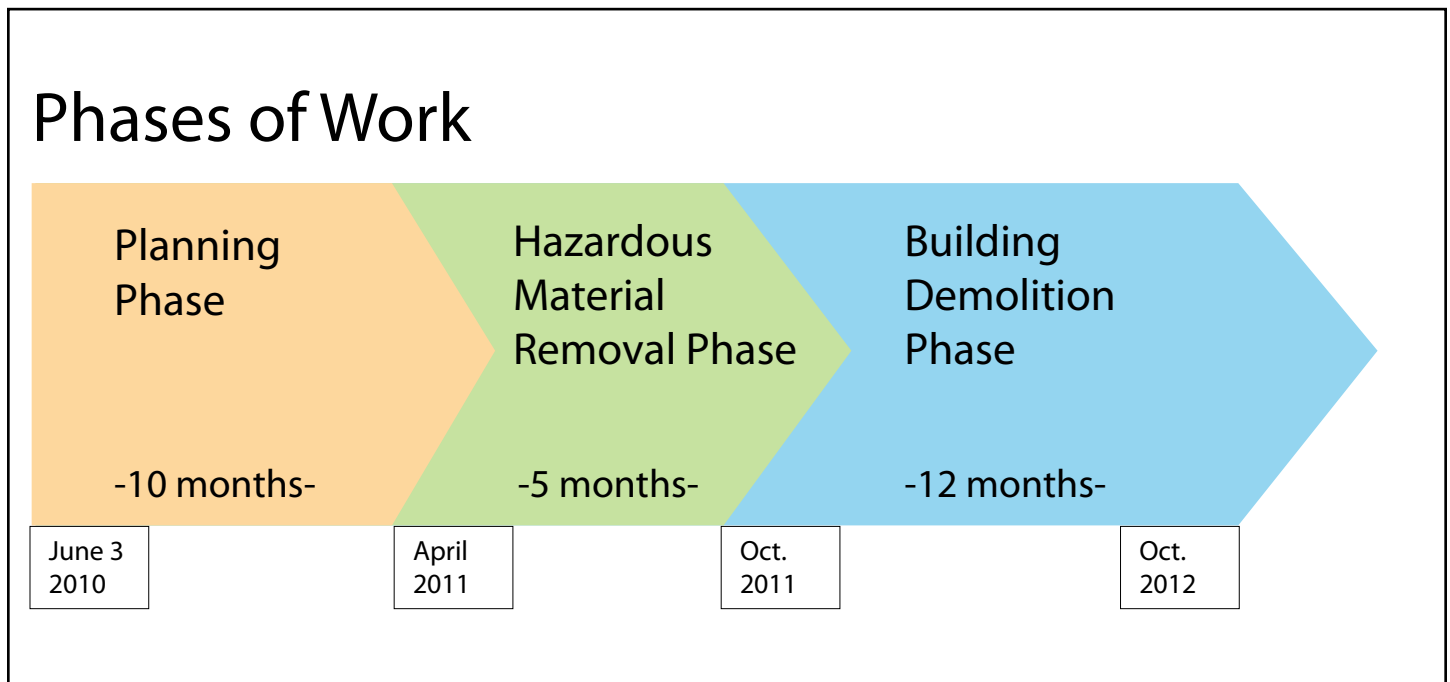 Phases of Work
Planning
Phase
-10 months-
Hazardous
Material
Removal Phase
-5 months-
Building
Demolition
Phase
-12 months-
June 3
2010
April
2011
Oct.
2011
Oct.
2012